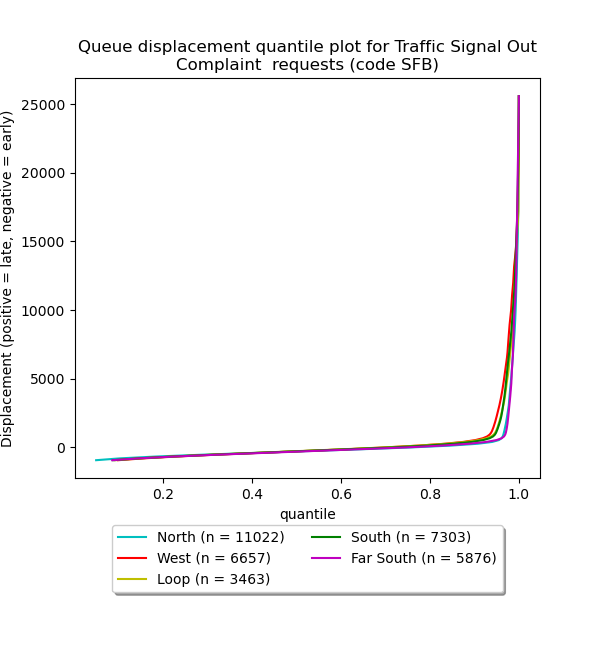 Queue displacement quantile plot for Traffic Signal Out
Complaint  requests (code SFB)
Displacement (positive = late, negative = early)
25000
20000
15000
10000
5000
0
0.2 0.4 0.6 0.8 1.0
quantile
North (n = 11022) South (n = 7303)
West (n = 6657) Far South (n = 5876)
Loop (n = 3463)